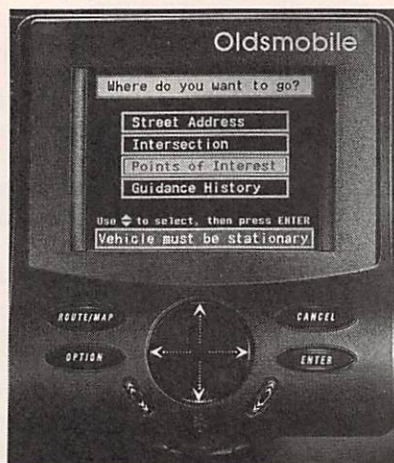 Oldsmobile
Where do you want to go?
Street Address
Intersection
Points of Interest
Guidance History
Use to select, then press ENTER
Vehicle must be stationary
ROUTE/MAP
CANCEL
OPTION
ENTER